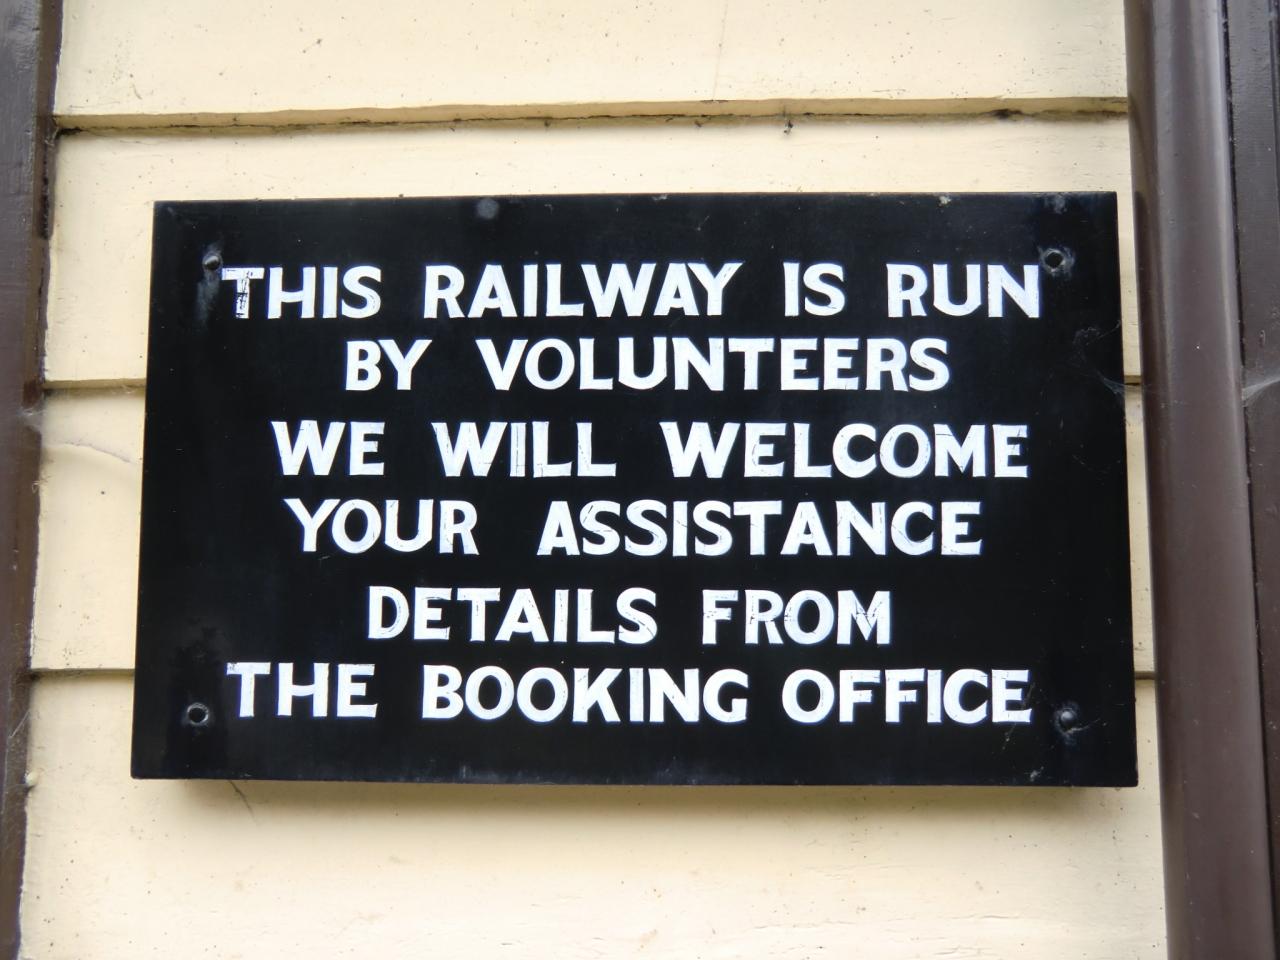 THIS RAILWAY IS RUN
BY VOLUNTEERS
WE WILL WELCOME
YOUR ASSISTANCE
DETAILS FROM
THE BOOKING OFFICE